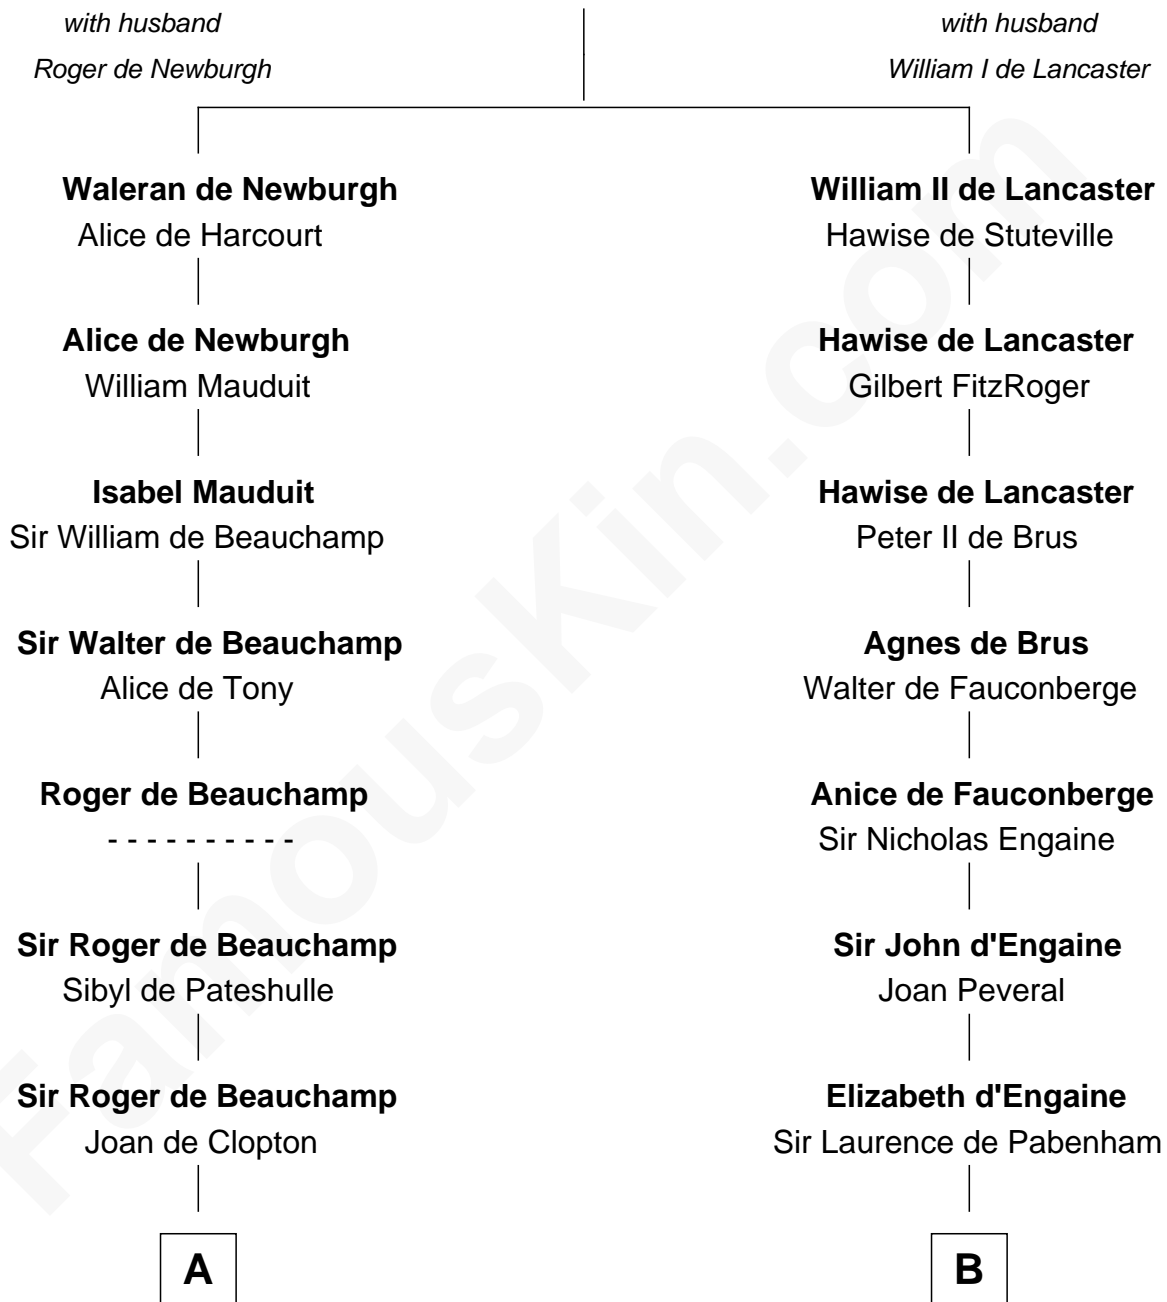 with husband
Roger de Newburgh
with husband
William I de Lancaster
Waleran de Newburgh
Alice de Harcourt
William II de Lancaster
Hawise de Stuteville
Alice de Newburgh
William Mauduit
Hawise de Lancaster
Gilbert FitzRoger
Isabel Mauduit
Sir William de Beauchamp
Hawise de Lancaster
Peter II de Brus
Sir Walter de Beauchamp
Alice de Tony
Agnes de Brus
Walter de Fauconberge
Roger de Beauchamp
- - - - - - - - - -
Anice de Fauconberge
Sir Nicholas Engaine
Sir Roger de Beauchamp
Sibyl de Pateshulle
Sir John d'Engaine
Joan Peveral
Sir Roger de Beauchamp
Joan de Clopton
Elizabeth d'Engaine
Sir Laurence de Pabenham
A
B
FamousKin.com